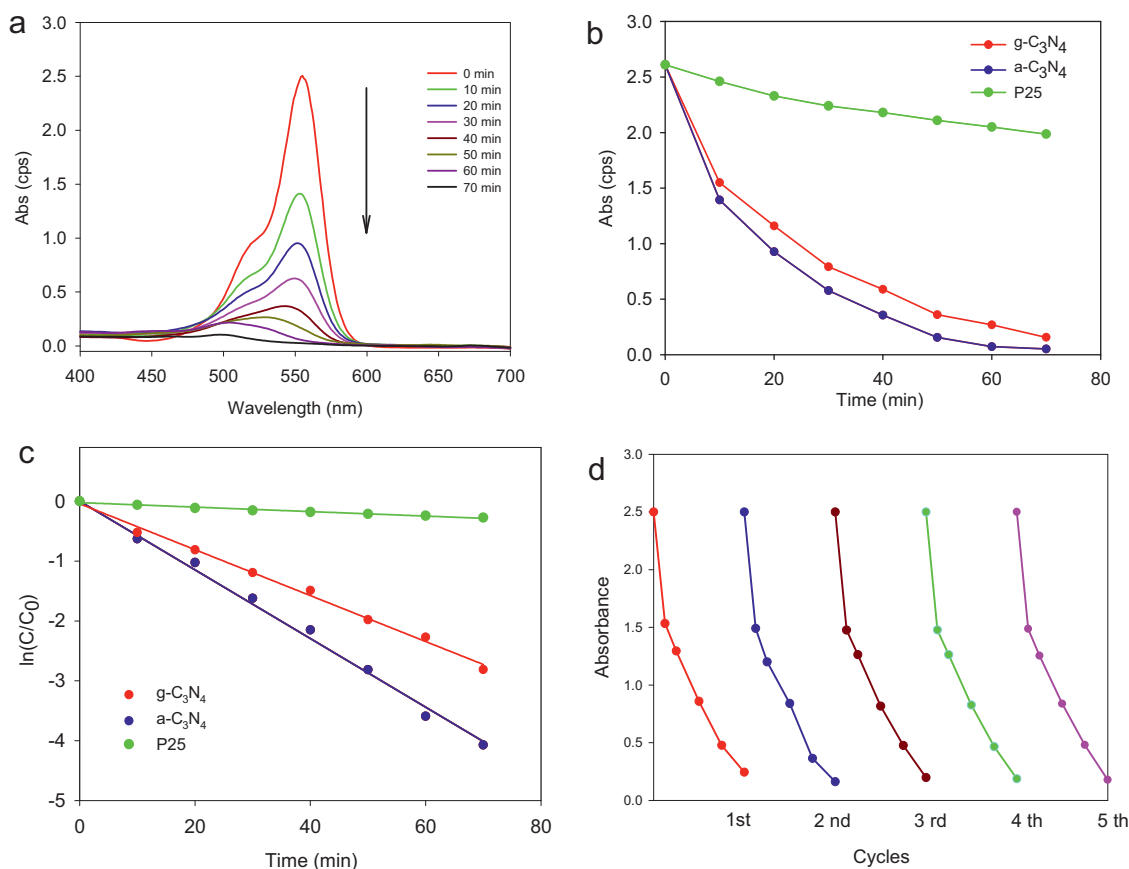 a
3.0
2.5
2.0
1.5
1.0
0.5
0.0
Abs (cps)
400 450 500 550 600 650 700
Wavelength (nm)
0 min
10 min
20 min
30 min
40 min
50 min
60 min
70 min
b
3.0
2.5
2.0
1.5
1.0
0.5
0.0
Abs (cps)
0 20 40 60 80
Time (min)
g-C₃N₄
a-C₃N₄
P25
c
0
-1
-2
-3
-4
-5
ln(C/C₀)
g-C₃N₄
a-C₃N₄
P25
0 20 40 60 80
Time (min)
d
3.0
2.5
2.0
1.5
1.0
0.5
0.0
Absorbance
1st 2 nd 3 rd 4 th 5 th
Cycles